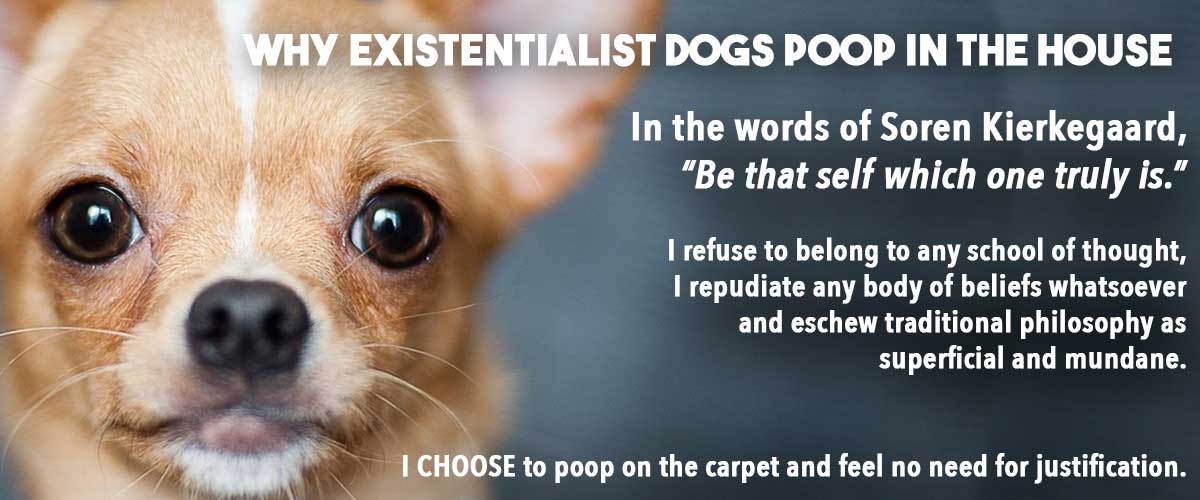 WHY EXISTENTIALIST DOGS POOP IN THE HOUSE
In the words of Soren Kierkegaard,
“Be that self which one truly is.”
I refuse to belong to any school of thought,
I repudiate any body of beliefs whatsoever
and eschew traditional philosophy as
superficial and mundane.
I CHOOSE to poop on the carpet and feel no need for justification.